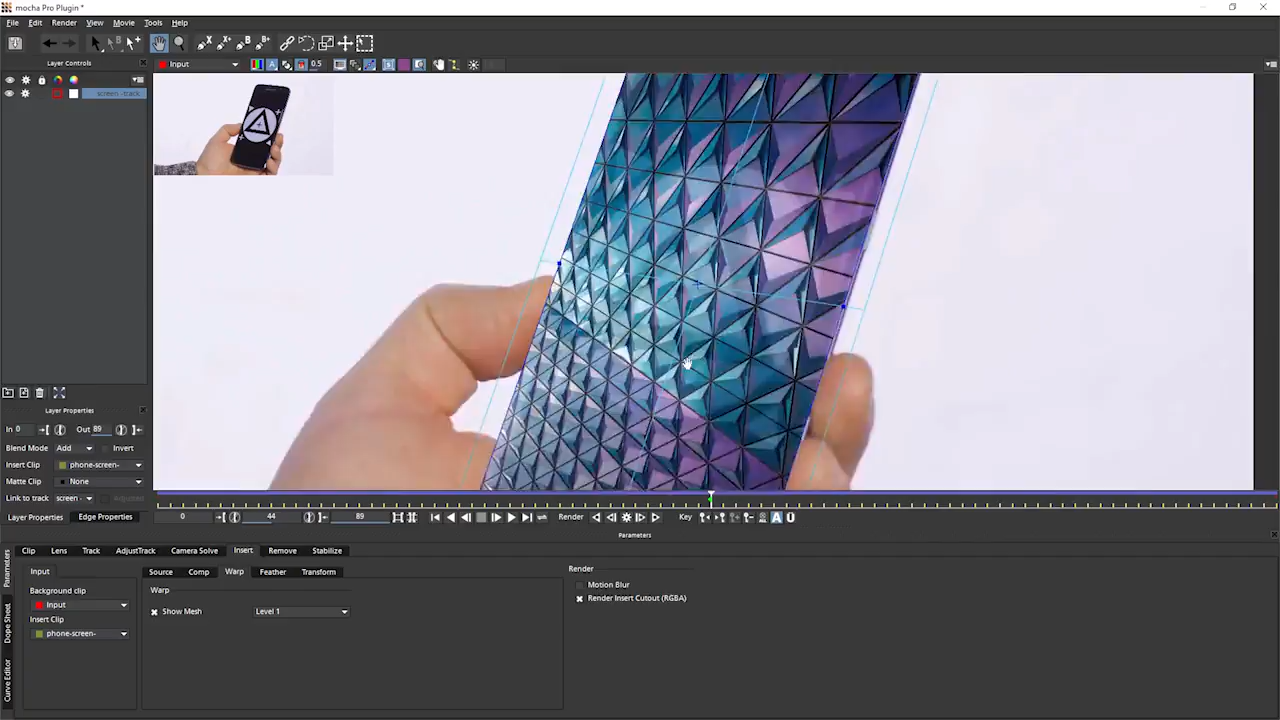 mocha Pro Plugin *
File Edit Render View Movie Tools Help
Layer Controls
Input
0.5
screen -track
Layer Properties
In 0 Out 89
Blend Mode Add Invert
Insert Clip phone-screen-
Matte Clip None
Link to track screen - Adjusted
Layer Properties Edge Properties
0 44 89 Render Key A
Parameters
Clip Lens Track AdjustTrack Camera Solve Insert Remove Stabilize
Parameters
Dope Sheet
Curve Editor
Input
Background clip
Input
Insert Clip
phone-screen-
Source Comp Warp Feather Transform
Warp
Show Mesh Level 1
Render
Motion Blur
Render Insert Cutout (RGBA)